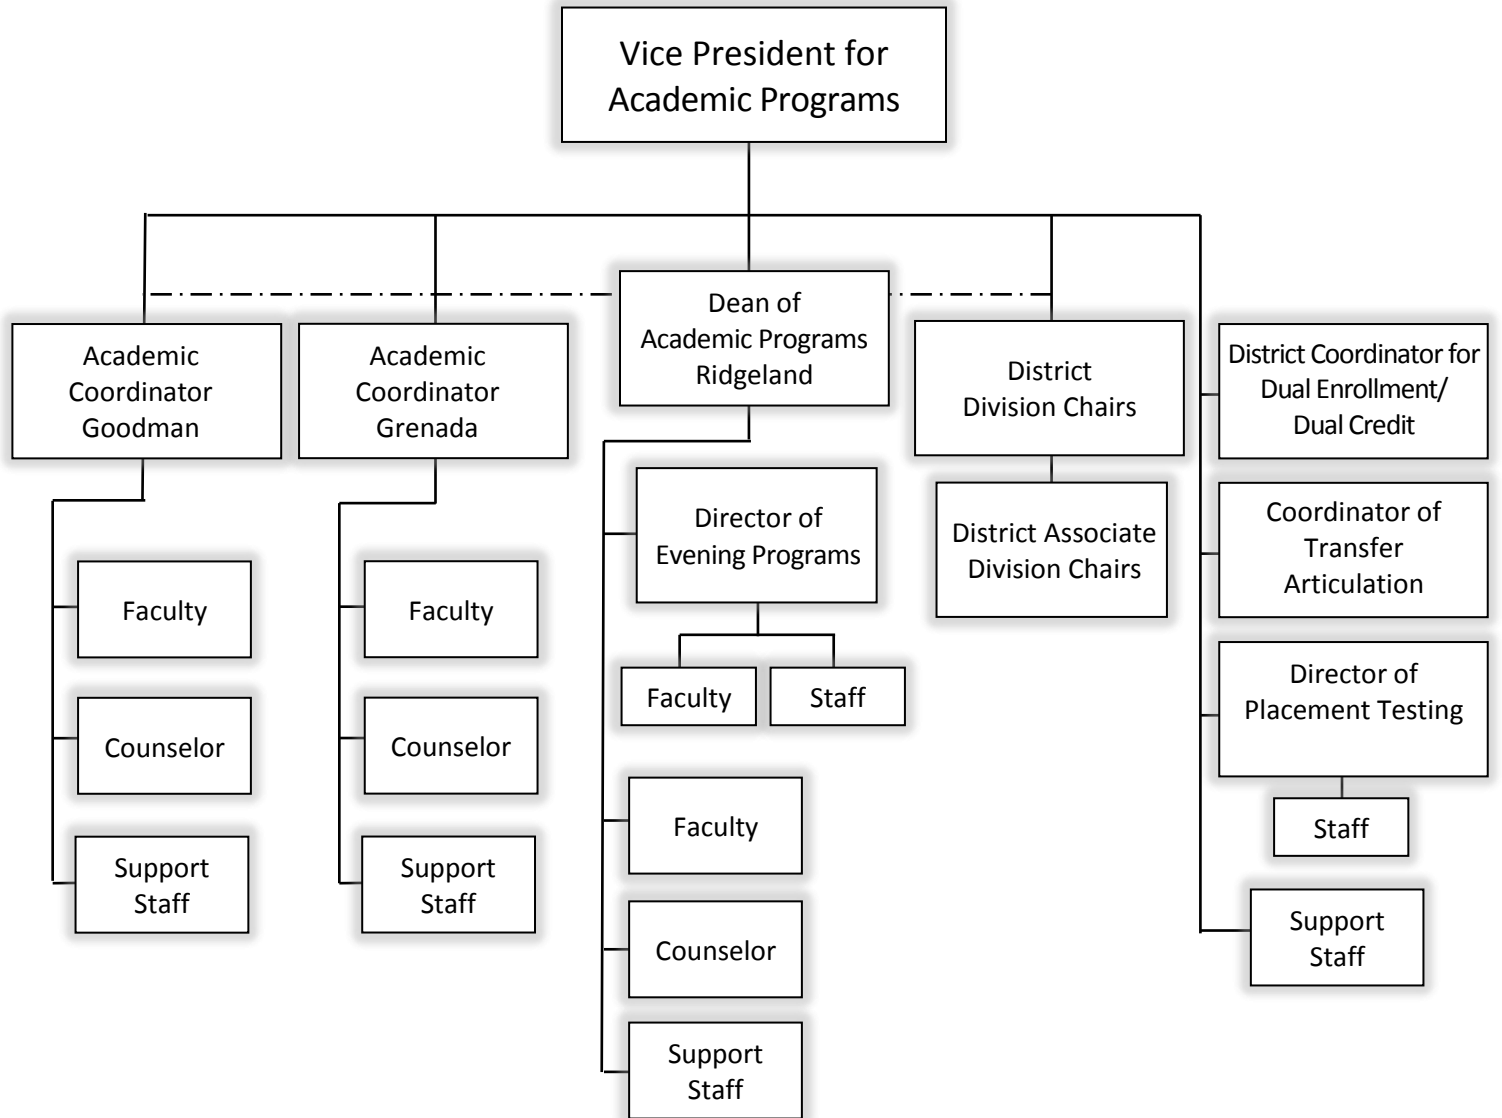 Vice President for
Academic Programs
Academic
Coordinator
Goodman
Faculty
Counselor
Support
Staff
Academic
Coordinator
Grenada
Faculty
Counselor
Support
Staff
Dean of
Academic Programs
Ridgeland
Director of
Evening Programs
Faculty
Staff
Faculty
Counselor
Support
Staff
District
Division Chairs
District Associate
Division Chairs
District Coordinator for
Dual Enrollment/
Dual Credit
Coordinator of
Transfer
Articulation
Director of
Placement Testing
Staff
Support
Staff